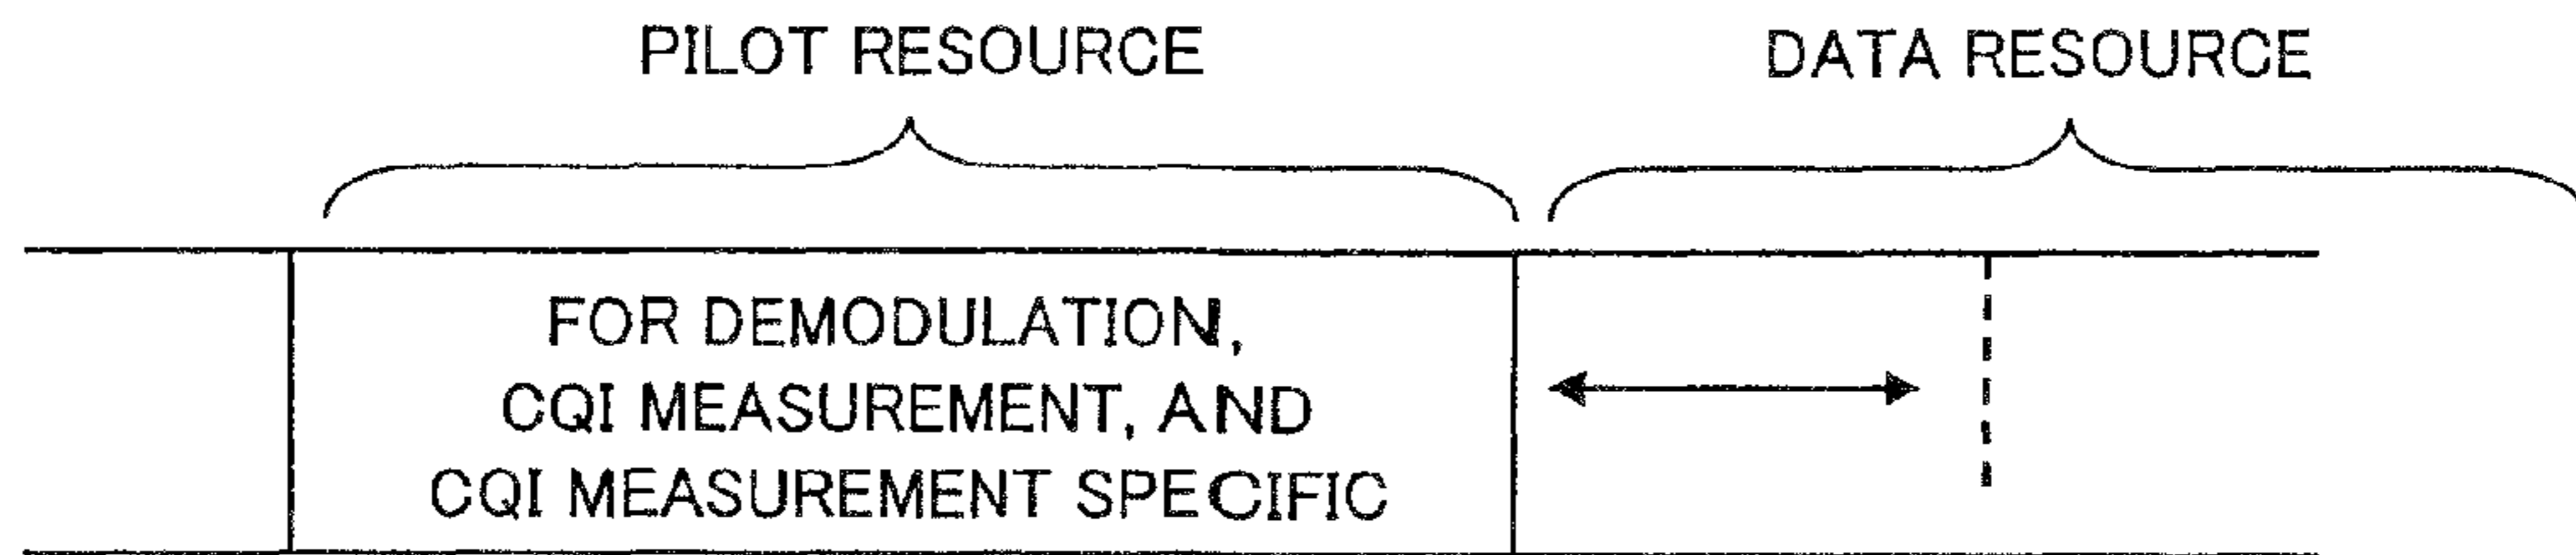 PILOT RESOURCE
DATA RESOURCE
FOR DEMODULATION,
CQI MEASUREMENT, AND
CQI MEASUREMENT SPECIFIC